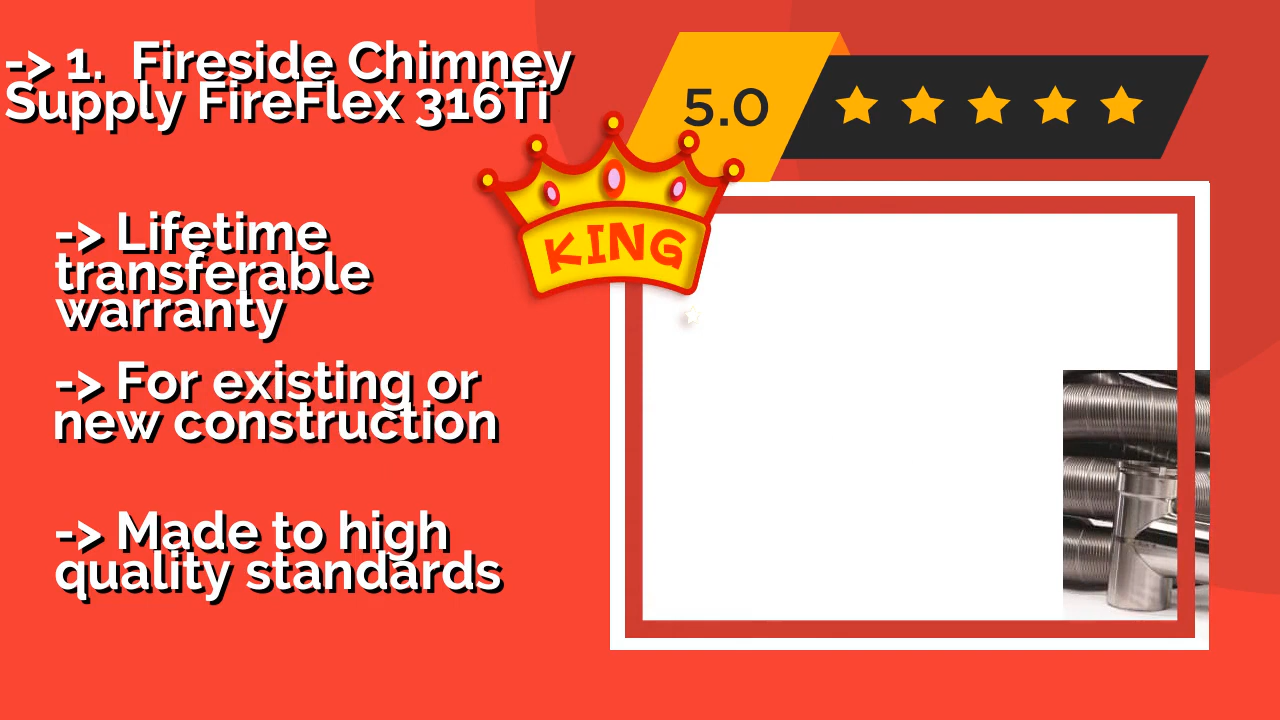 -> 1.  Fireside Chimney
Supply FireFlex 316Ti
5.0
KING
-> Lifetime
transferable
warranty
-> For existing or
new construction
-> Made to high
quality standards